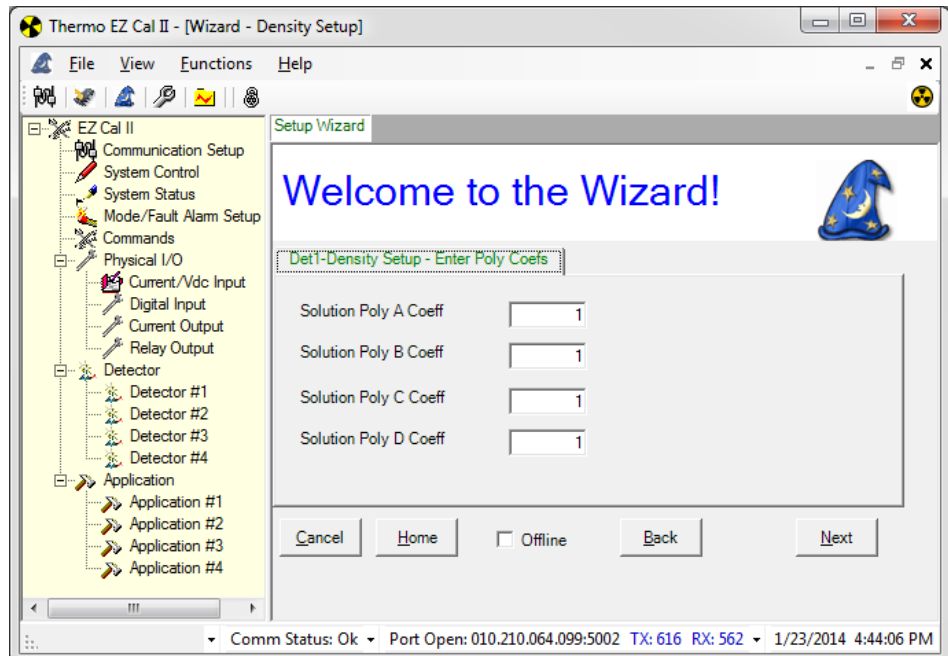 Thermo EZ Cal II - [Wizard - Density Setup]
File View Functions Help
EZ Cal II
Communication Setup
System Control
System Status
Mode/Fault Alarm Setup
Commands
Physical I/O
Current/Vdc Input
Digital Input
Current Output
Relay Output
Detector
Detector #1
Detector #2
Detector #3
Detector #4
Application
Application #1
Application #2
Application #3
Application #4
Setup Wizard
Welcome to the Wizard!
Det1-Density Setup - Enter Poly Coefs
Solution Poly A Coeff 1
Solution Poly B Coeff 1
Solution Poly C Coeff 1
Solution Poly D Coeff 1
Cancel Home Offline Back Next
Comm Status: Ok Port Open: 010.210.064.099:5002 TX: 616 RX: 562 1/23/2014 4:44:06 PM